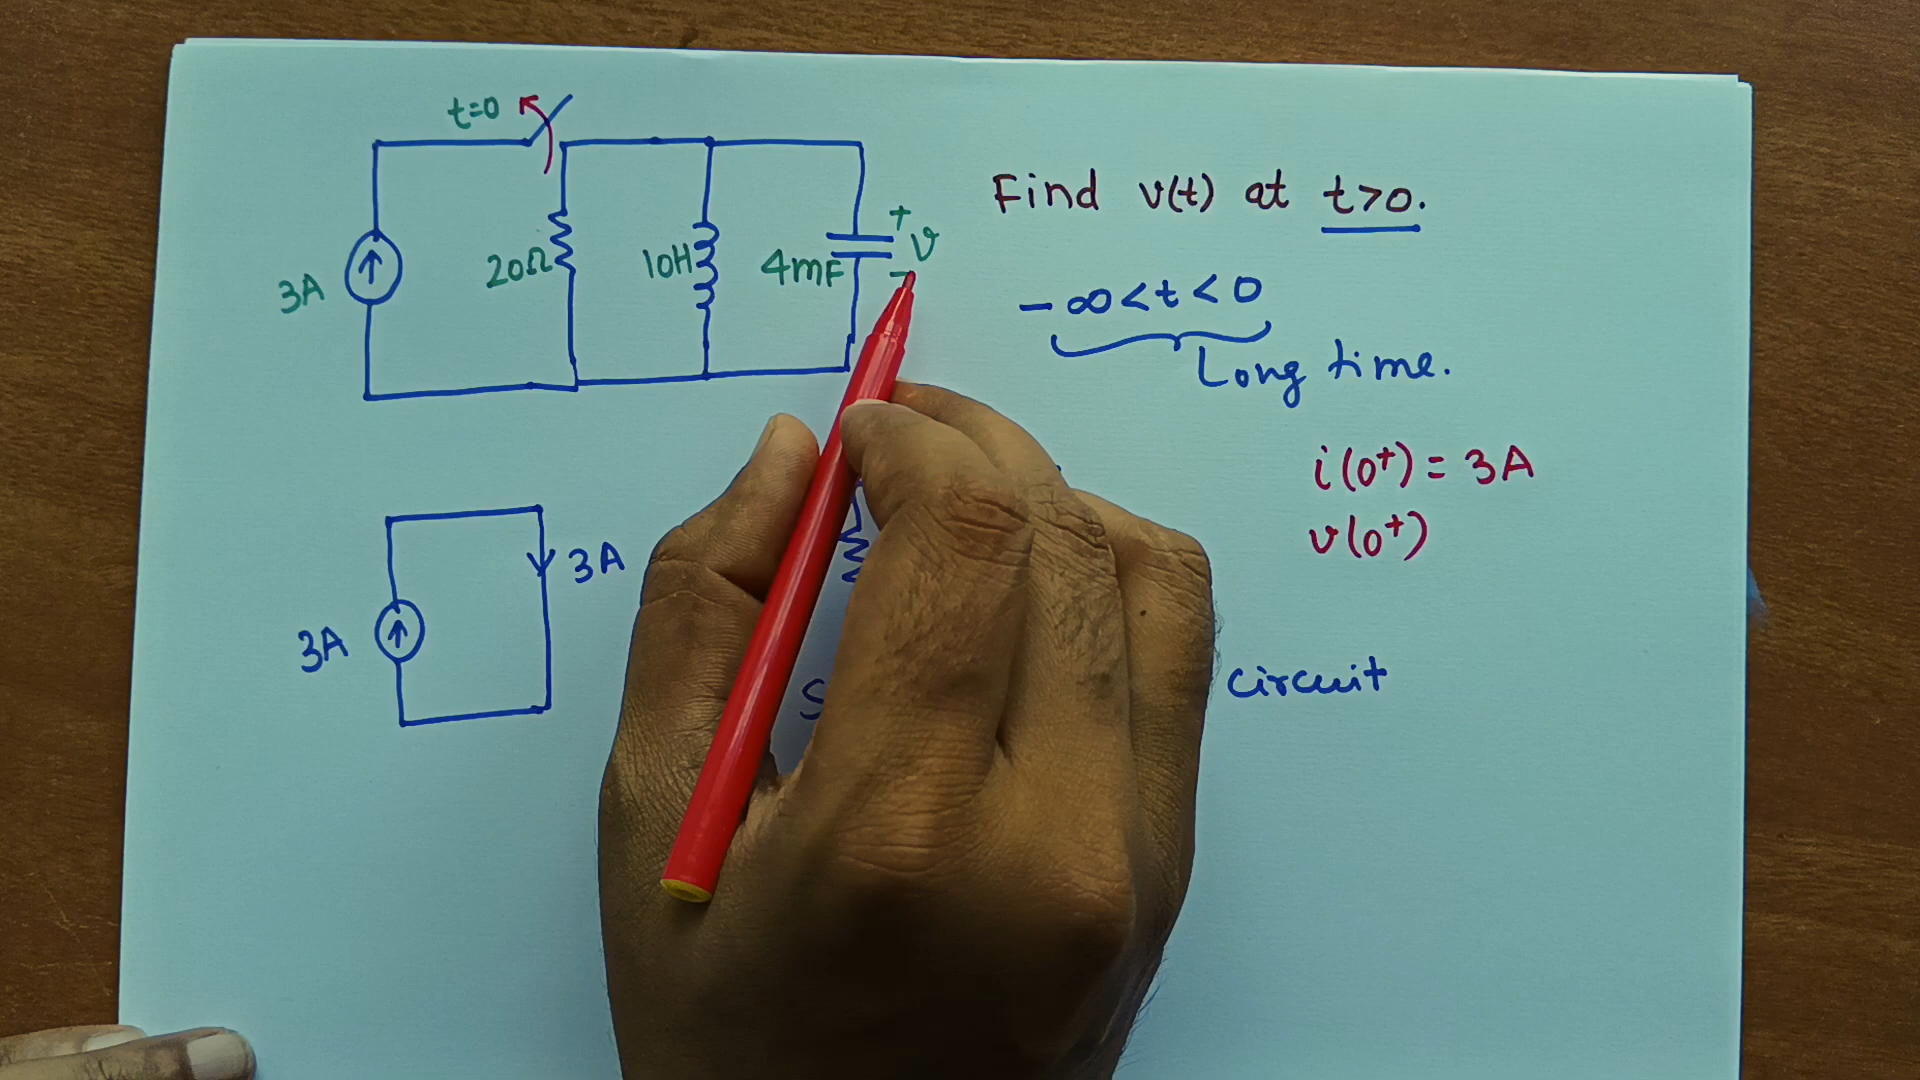 t=0
3A
20Ω
10H
4mF
+
v
-
Find v(t) at t>0.
-∞<t<0
Long time.
i(0⁺) = 3A
v(0⁺)
3A
3A
circuit